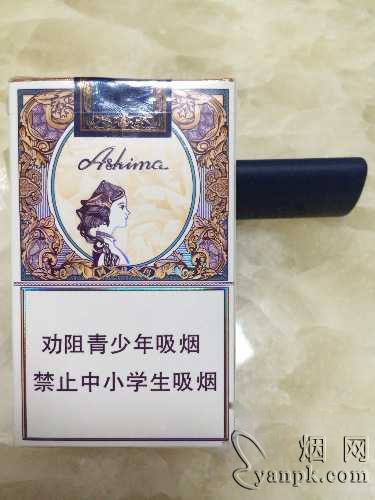 Ashima
劝阻青少年吸烟
禁止中小学生吸烟
烟网
yanpk.com